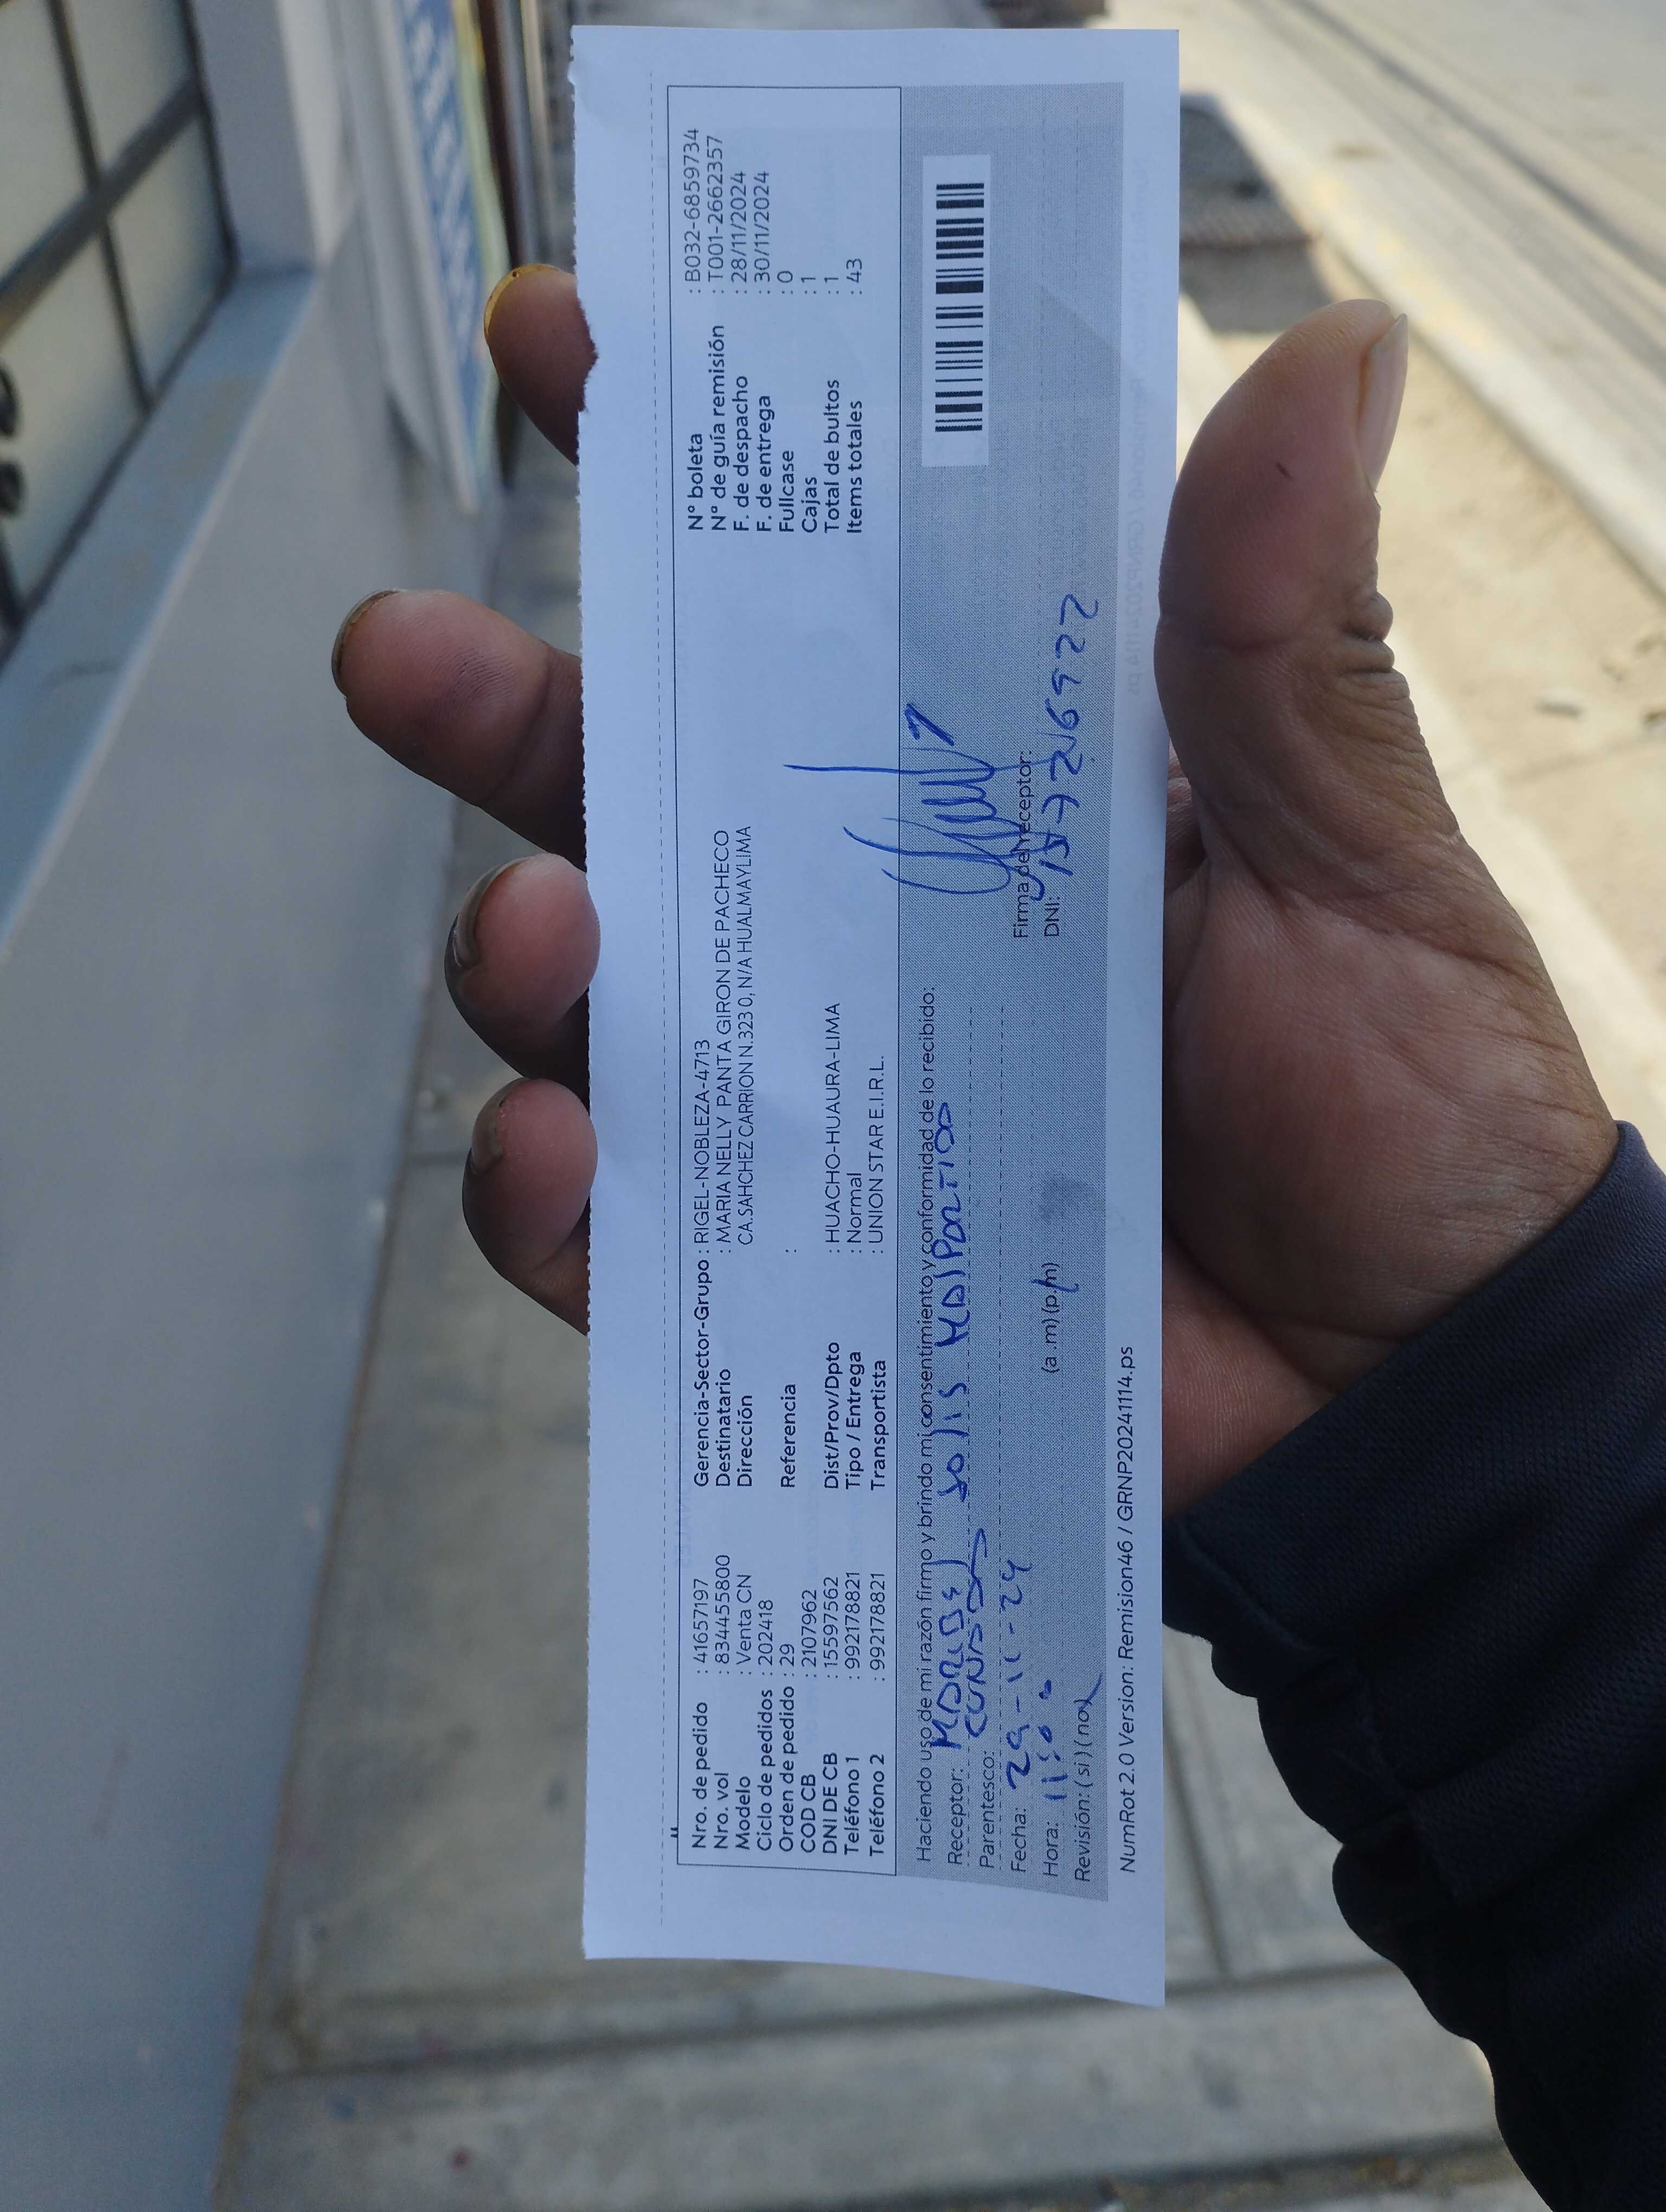 Nro. de pedido : 41657197 Gerencia-Sector-Grupo : RIGEL-NOBLEZA-4713 N° boleta : B032-6859734
Nro. vol : 834455800 Destinatario : MARIA NELLY PANTA GIRON DE PACHECO N° de guía remisión : T001-2662357
Modelo : Venta CN Dirección CA.SAHCHEZ CARRION N.323 0, N/A HUALMAYLIMA F. de despacho : 28/11/2024
Ciclo de pedidos : 202418 F. de entrega : 30/11/2024
Orden de pedido : 29 Referencia : Fullcase : 0
COD CB : 2107962 Cajas : 1
DNI DE CB : 15597562 Dist/Prov/Dpto : HUACHO-HUAURA-LIMA Total de bultos : 1
Teléfono 1 : 992178821 Tipo / Entrega : Normal Items totales : 43
Teléfono 2 : 992178821 Transportista : UNION STAR E.I.R.L.
Haciendo uso de mi razón firmo y brindo mi consentimiento y conformidad de lo recibido:
Receptor: SOLIS
Parentesco:
Fecha: 29-11-24 Firma del receptor:
Hora: 11:00 (a .m) (p.m) DNI:
Revisión: ( si ) ( no )
NumRot 2.0 Version: Remision46 / GRNP20241114.ps